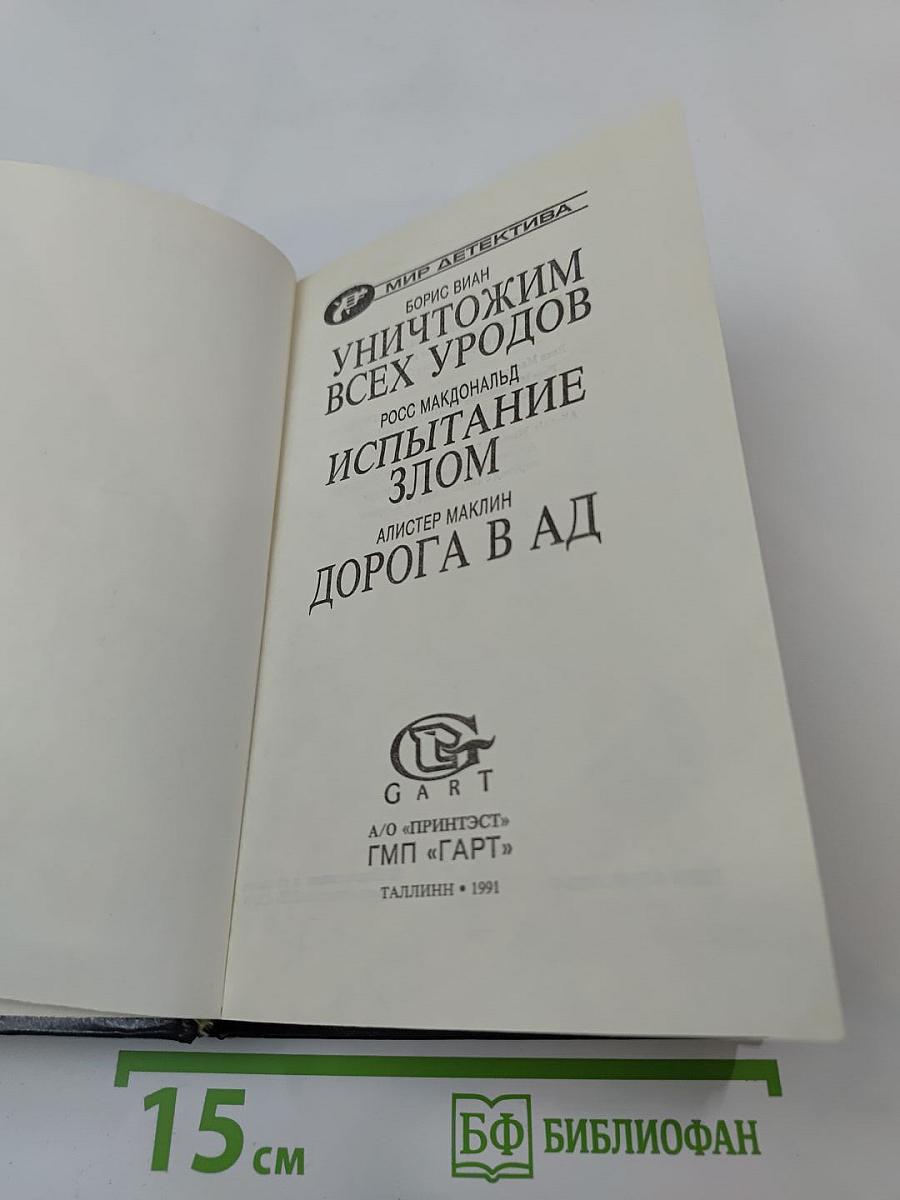 МИР ДЕТЕКТИВА
БОРИС ВИАН
УНИЧТОЖИМ
ВСЕХ УРОДОВ
РОСС МАКДОНАЛЬД
ИСПЫТАНИЕ
ЗЛОМ
АЛИСТЕР МАКЛИН
ДОРОГА В АД
GART
А/О «ПРИНТЭСТ»
ГМП «ГАРТ»
ТАЛЛИНН • 1991
15 см
БФ БИБЛИОФАН